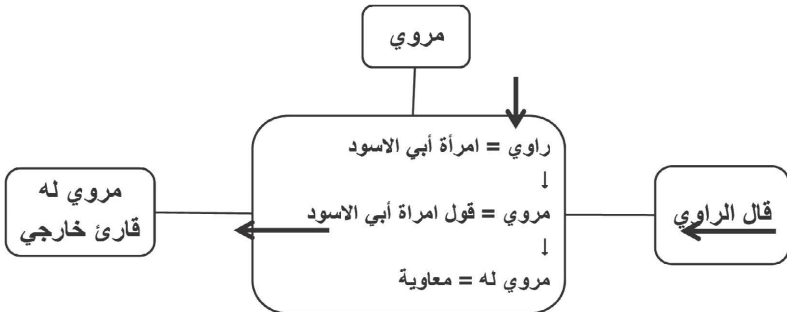 مروي
قال الراوي
راوي = امرأة أبي الاسود
↓
مروي = قول امراة أبي الاسود
↓
مروي له = معاوية
مروي له
قارئ خارجي